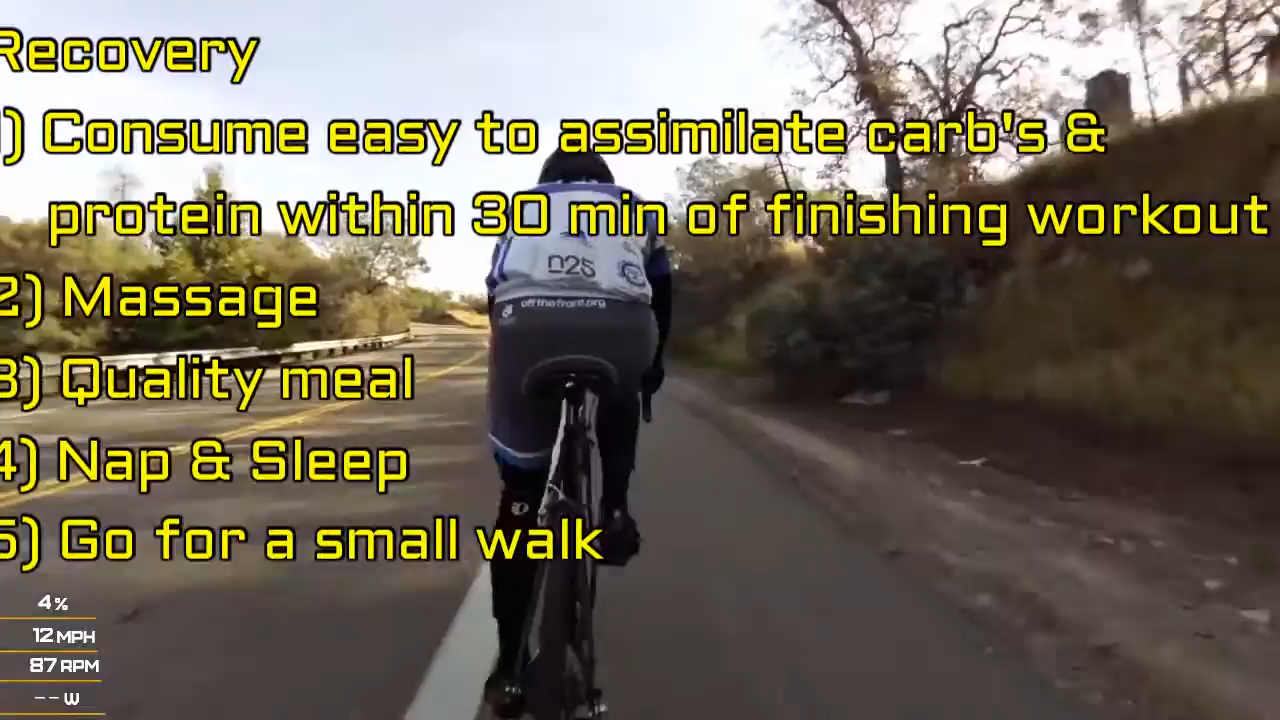 Recovery
1) Consume easy to assimilate carb's &
protein within 30 min of finishing workout
2) Massage
3) Quality meal
4) Nap & Sleep
5) Go for a small walk
n25
offthefront.org
4%
12 MPH
87 RPM
-- W